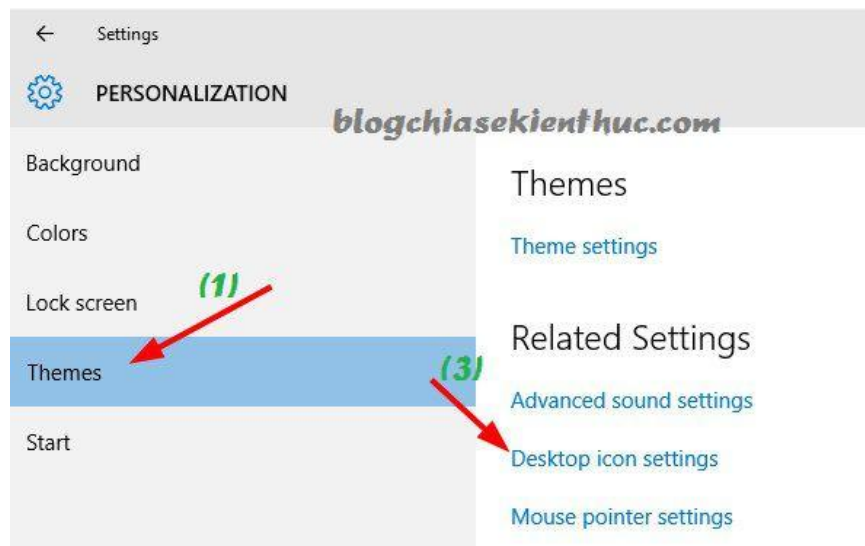 Settings
PERSONALIZATION
blogchiasekienthuc.com
Background
Colors
Lock screen
(1)
Themes
Start
Themes
Theme settings
Related Settings
(3)
Advanced sound settings
Desktop icon settings
Mouse pointer settings